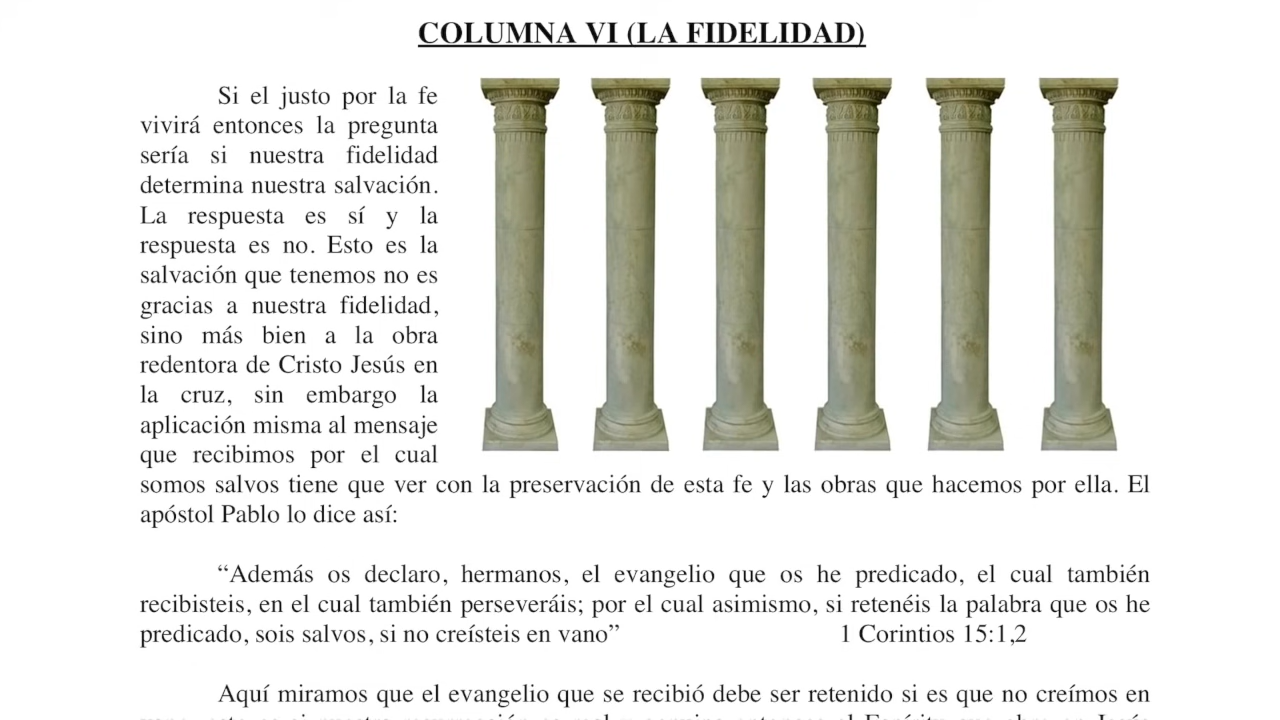 COLUMNA VI (LA FIDELIDAD)
Si el justo por la fe
vivirá entonces la pregunta
sería si nuestra fidelidad
determina nuestra salvación.
La respuesta es sí y la
respuesta es no. Esto es la
salvación que tenemos no es
gracias a nuestra fidelidad,
sino más bien a la obra
redentora de Cristo Jesús en
la cruz, sin embargo la
aplicación misma al mensaje
que recibimos por el cual
somos salvos tiene que ver con la preservación de esta fe y las obras que hacemos por ella. El
apóstol Pablo lo dice así:
“Además os declaro, hermanos, el evangelio que os he predicado, el cual también
recibisteis, en el cual también perseveráis; por el cual asimismo, si retenéis la palabra que os he
predicado, sois salvos, si no creísteis en vano” 1 Corintios 15:1,2
Aquí miramos que el evangelio que se recibió debe ser retenido si es que no creímos en